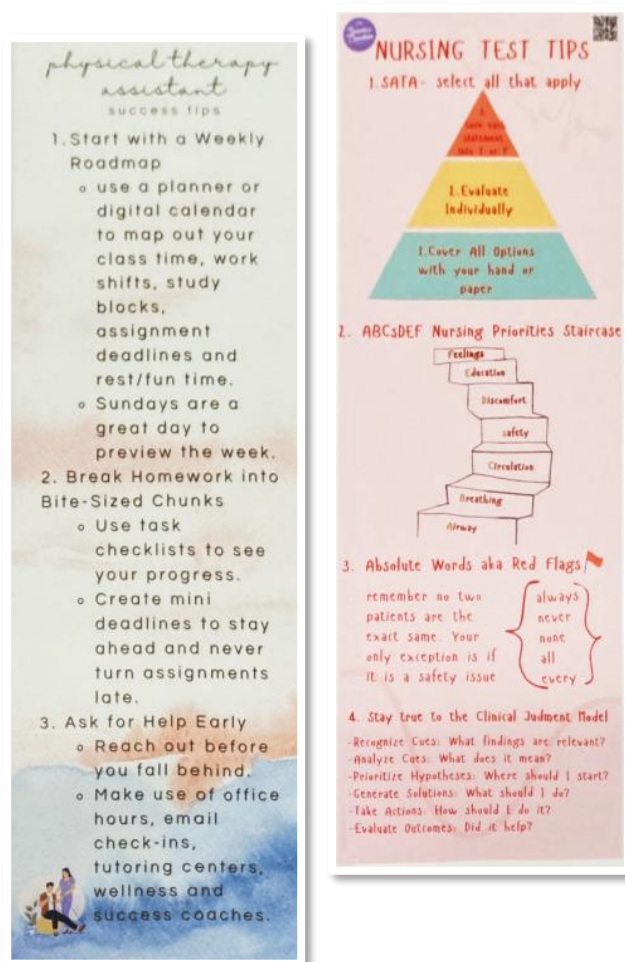 physical therapy
assistant
success tips
1. Start with a Weekly
Roadmap
use a planner or
digital calendar
to map out your
class time, work
shifts, study
blocks,
assignment
deadlines and
rest/fun time.
Sundays are a
great day to
preview the week.
2. Break Homework into
Bite-Sized Chunks
Use task
checklists to see
your progress.
Create mini
deadlines to stay
ahead and never
turn assignments
late.
3. Ask for Help Early
Reach out before
you fall behind.
Make use of office
hours, email
check-ins,
tutoring centers,
wellness and
success coaches.
NURSING TEST TIPS
1. SATA- select all that apply
statement
2. Evaluate
Individually
1. Cover All Options
with your hand or
paper
2. ABCsDEF Nursing Priorities Staircase
Feelings
Education
Discomfort
safety
Circulation
Breathing
Airway
3. Absolute Words aka Red Flags
remember no two
patients are the
exact same. Your
only exception is if
it is a safety issue
always
never
none
all
every
4. Stay true to the Clinical Judment Model
-Recognize Cues: What findings are relevant?
-Analyze Cues: What does it mean?
-Prioritize Hypotheses: Where should I start?
-Generate Solutions: What should I do?
-Take Actions: How should I do it?
-Evaluate Outcomes: Did it help?